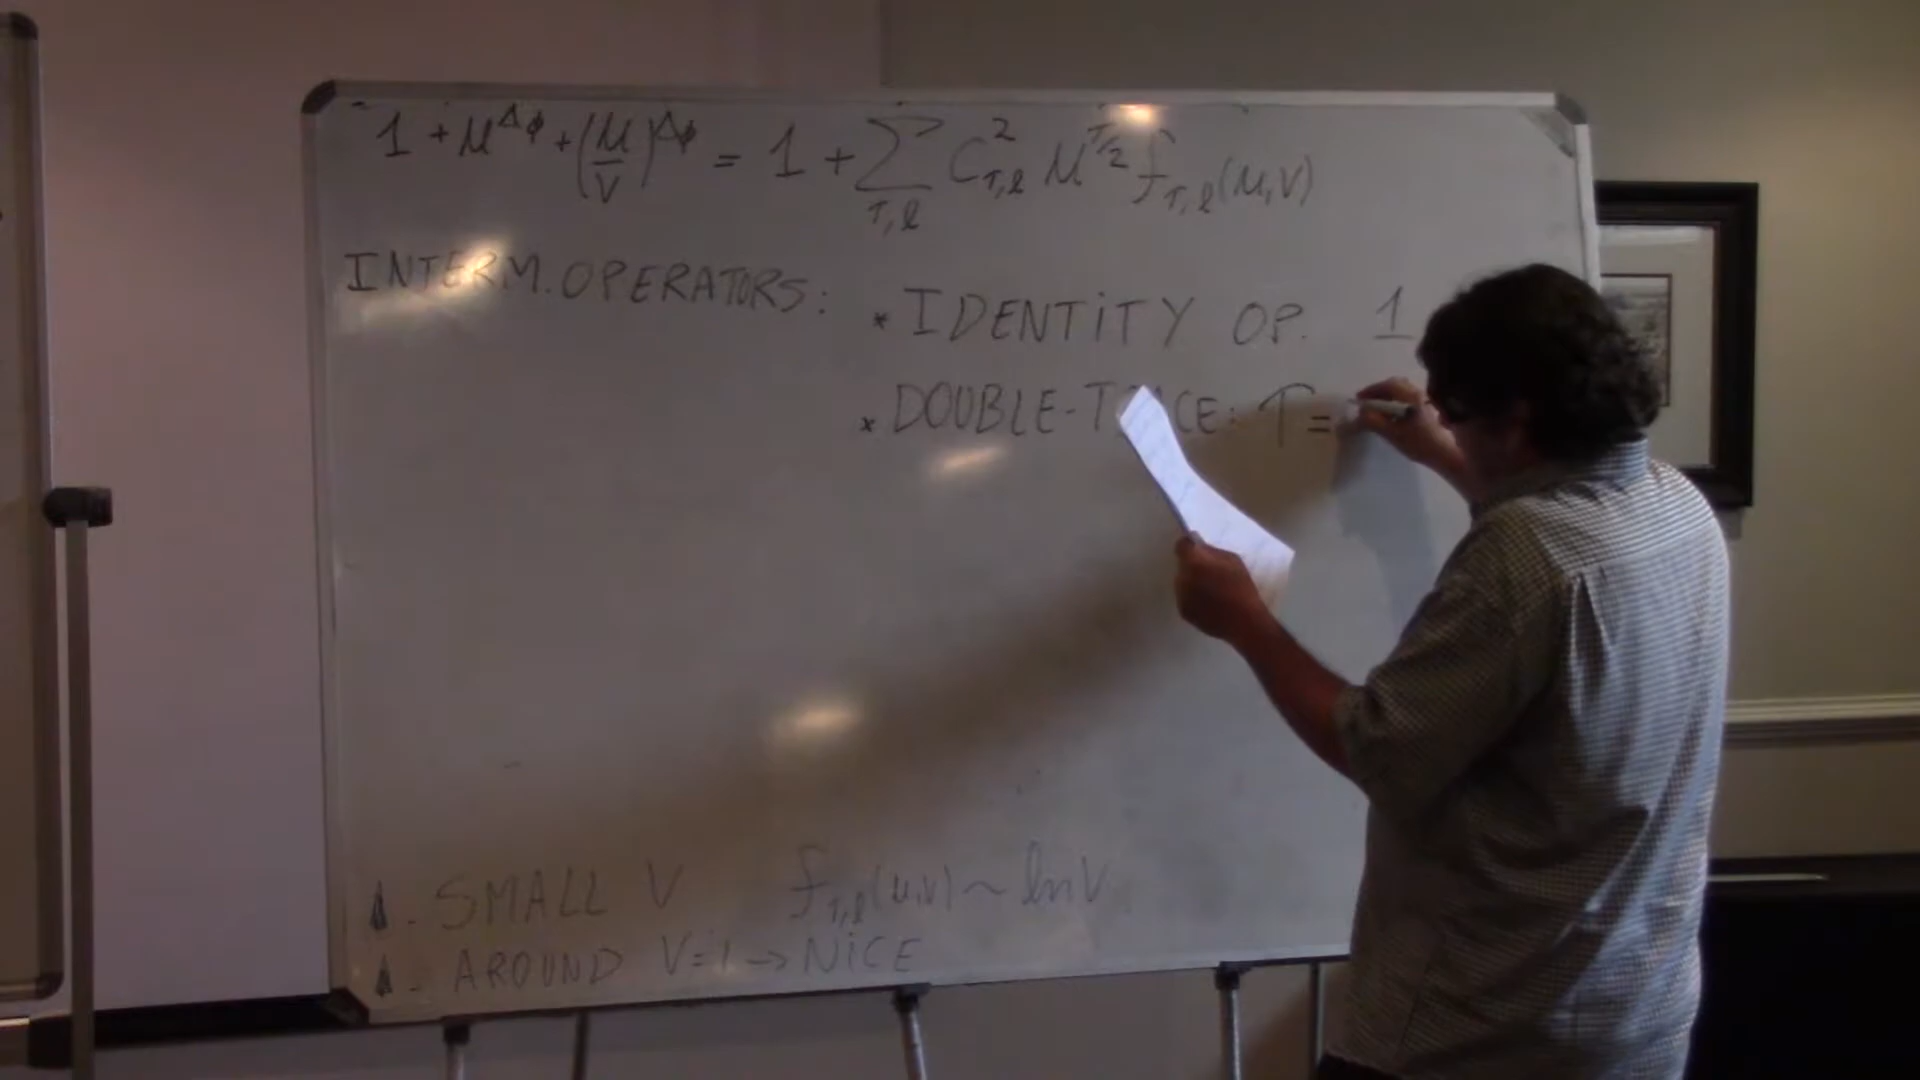 1 + u^Δφ + (u/v)^Δφ = 1 + Σ_{τ,ℓ} C²_{τ,ℓ} u^{τ/2} f_{τ,ℓ}(u,v)
INTERM. OPERATORS: * IDENTiTY OP. 1
* DOUBLE-T CE: τ=
- SMALL V f_{τ,ℓ}(u,v) ~ ln V
- AROUND V=1 → NiCE